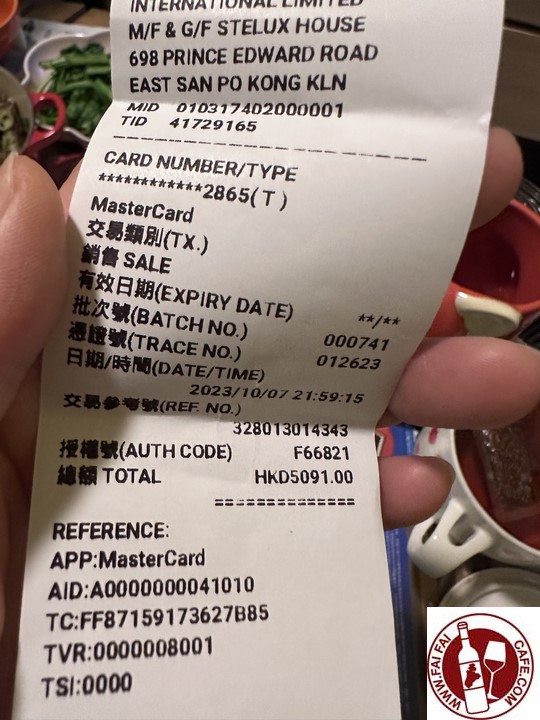 INTERNATIONAL LIMITED
M/F & G/F STELUX HOUSE
698 PRINCE EDWARD ROAD
EAST SAN PO KONG KLN
MID 010317402000001
TID 41729165
CARD NUMBER/TYPE
************2865(T)
MasterCard
交易類別(TX.)
銷售 SALE
有效日期(EXPIRY DATE) **/**
批次號(BATCH NO.) 000741
憑證號(TRACE NO.) 012623
日期/時間(DATE/TIME)
2023/10/07 21:59:15
交易參考號(REF. NO.)
328013014343
授權號(AUTH CODE) F66821
總額 TOTAL HKD5091.00
==============
REFERENCE:
APP:MasterCard
AID:A0000000041010
TC:FF87159173627B85
TVR:0000008001
TSI:0000
WWW.FAI FAI CAFE.COM